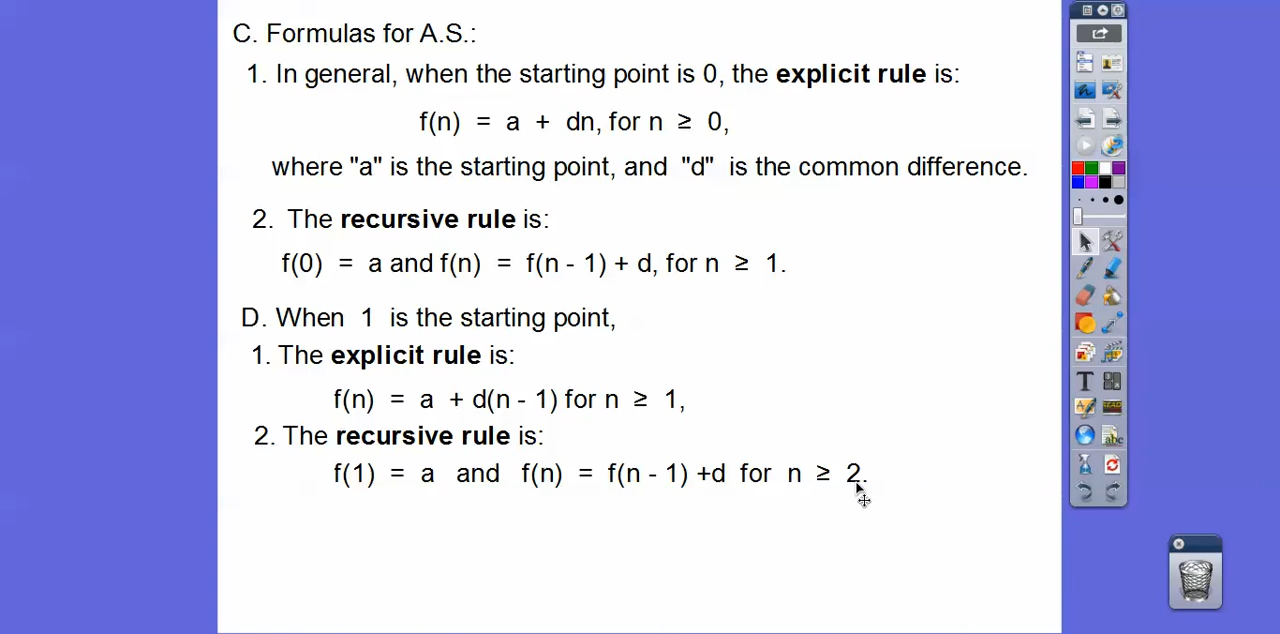 C. Formulas for A.S.:
1. In general, when the starting point is 0, the explicit rule is:
f(n) = a + dn, for n ≥ 0,
where "a" is the starting point, and "d" is the common difference.
2. The recursive rule is:
f(0) = a and f(n) = f(n - 1) + d, for n ≥ 1.
D. When 1 is the starting point,
1. The explicit rule is:
f(n) = a + d(n - 1) for n ≥ 1,
2. The recursive rule is:
f(1) = a and f(n) = f(n - 1) +d for n ≥ 2.